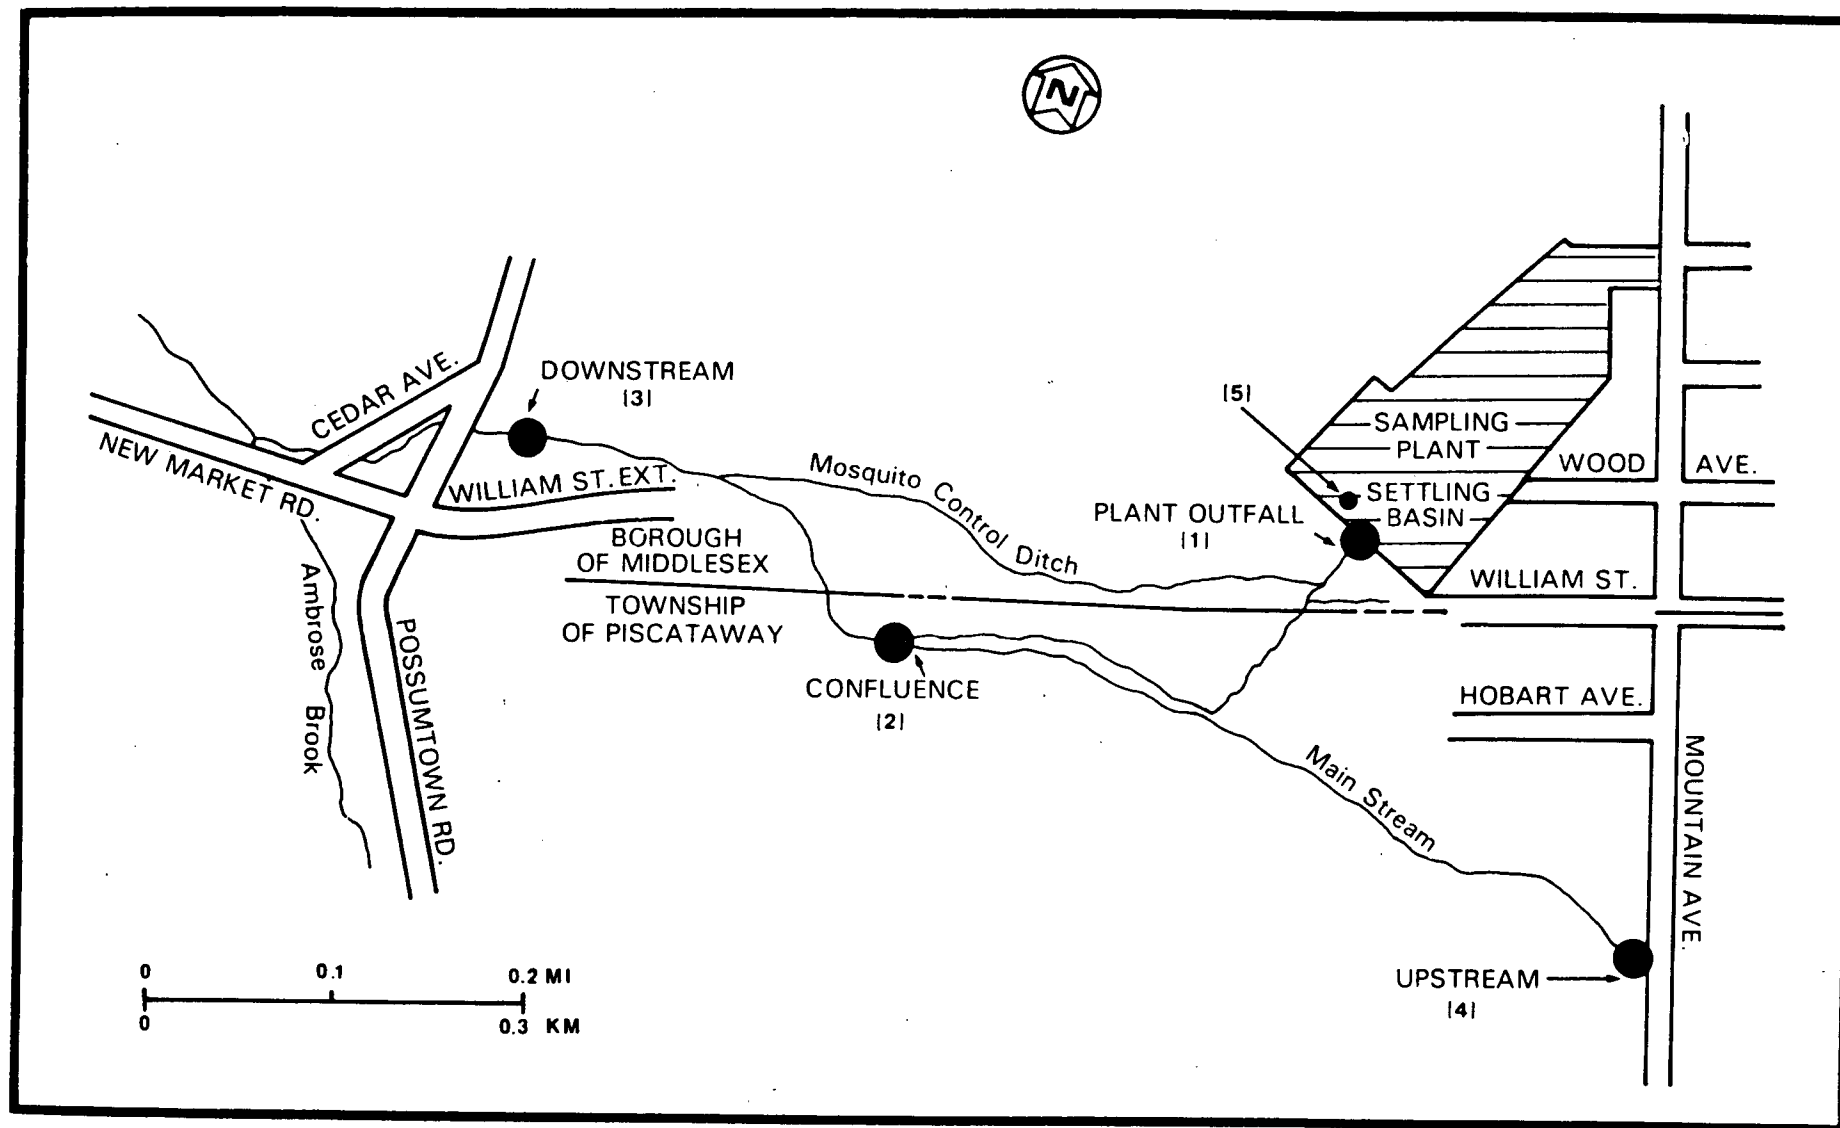 N
DOWNSTREAM
(3)
CEDAR AVE.
NEW MARKET RD.
WILLIAM ST. EXT.
Mosquito Control Ditch
(5)
SAMPLING
PLANT
SETTLING
BASIN
WOOD AVE.
PLANT OUTFALL
(1)
BOROUGH
OF MIDDLESEX
TOWNSHIP
OF PISCATAWAY
WILLIAM ST.
Ambrose Brook
POSSUMTOWN RD.
CONFLUENCE
(2)
HOBART AVE.
Main Stream
MOUNTAIN AVE.
UPSTREAM
(4)
0 0.1 0.2 MI
0 0.3 KM